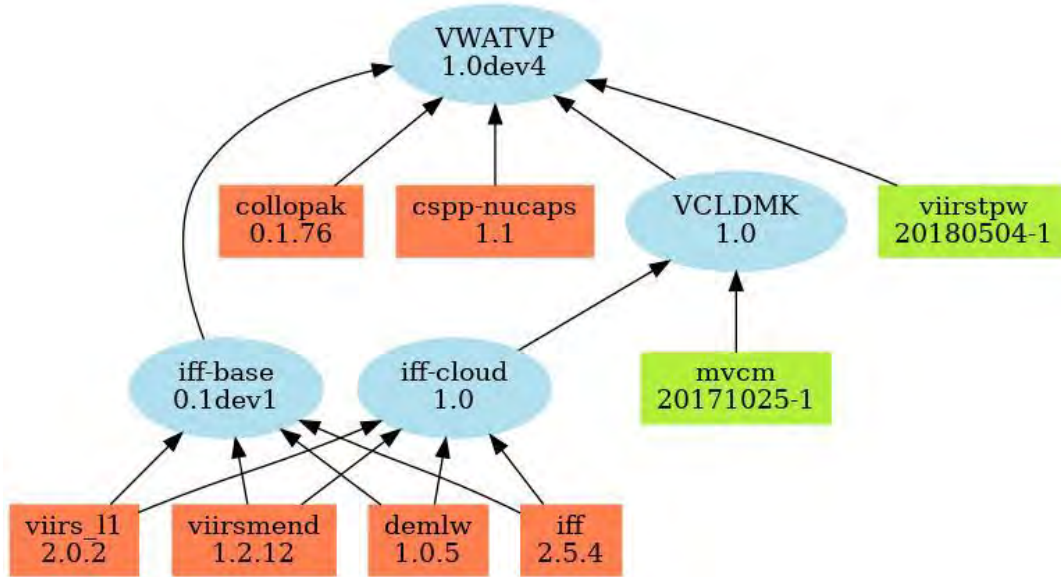 VWATVP
1.0dev4
collopak
0.1.76
cspp-nucaps
1.1
VCLDMK
1.0
viirstpw
20180504-1
iff-base
0.1dev1
iff-cloud
1.0
mvcm
20171025-1
viirs_l1
2.0.2
viirsmend
1.2.12
demlw
1.0.5
iff
2.5.4